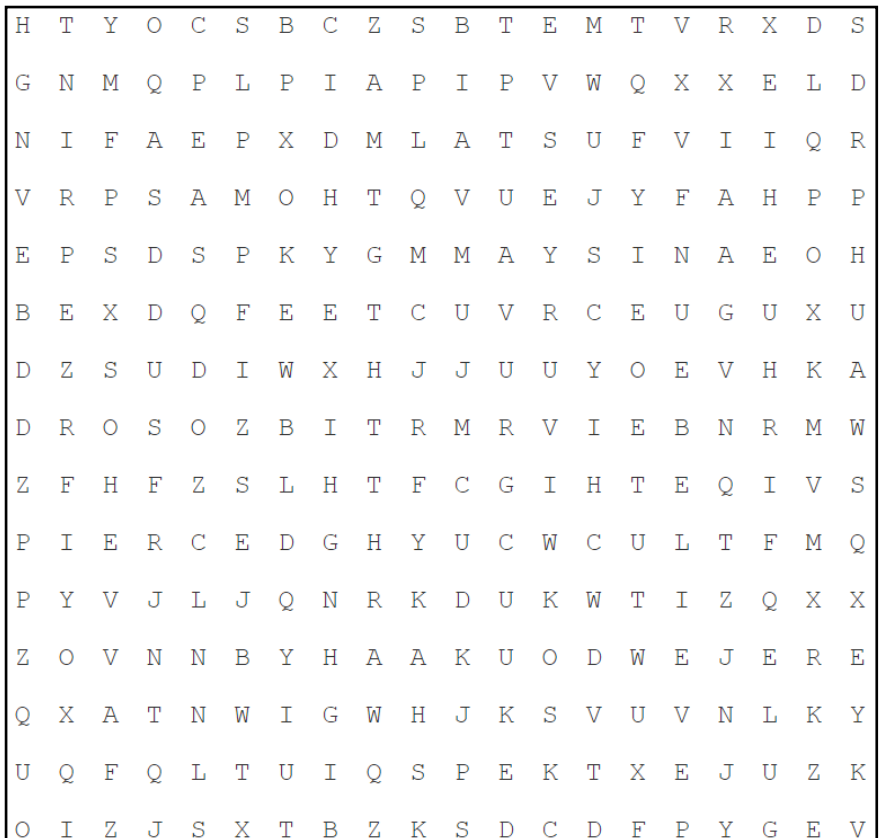 H T Y O C S B C Z S B T E M T V R X D S
G N M Q P L P I A P I P V W Q X X E L D
N I F A E P X D M L A T S U F V I I Q R
V R P S A M O H T Q V U E J Y F A H P P
E P S D S P K Y G M M A Y S I N A E O H
B E X D Q F E E T C U V R C E U G U X U
D Z S U D I W X H J J U U Y O E V H K A
D R O S O Z B I T R M R V I E B N R M W
Z F H F Z S L H T F C G I H T E Q I V S
P I E R C E D G H Y U C W C U L T F M Q
P Y V J L J Q N R K D U K W T I Z Q X X
Z O V N N B Y H A A K U O D W E J E R E
Q X A T N W I G W H J K S V U V N L K Y
U Q F Q L T U I Q S P E K T X E J U Z K
O I Z J S X T B Z K S D C D F P Y G E V